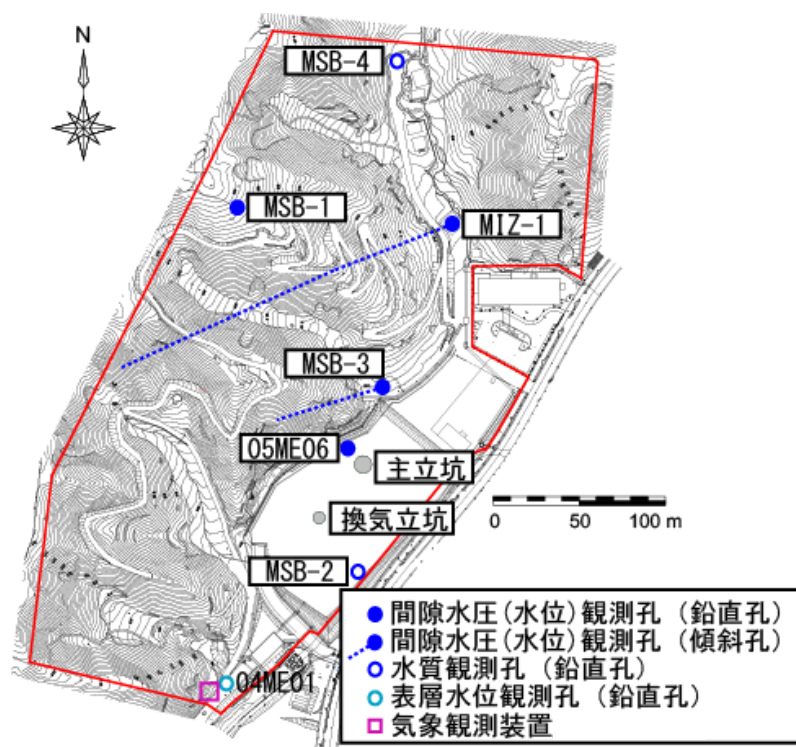 N
MSB-4
MSB-1
MIZ-1
MSB-3
05ME06
主立坑
換気立坑
0 50 100 m
MSB-2
04ME01
間隙水圧(水位)観測孔 (鉛直孔)
間隙水圧(水位)観測孔 (傾斜孔)
水質観測孔 (鉛直孔)
表層水位観測孔 (鉛直孔)
気象観測装置